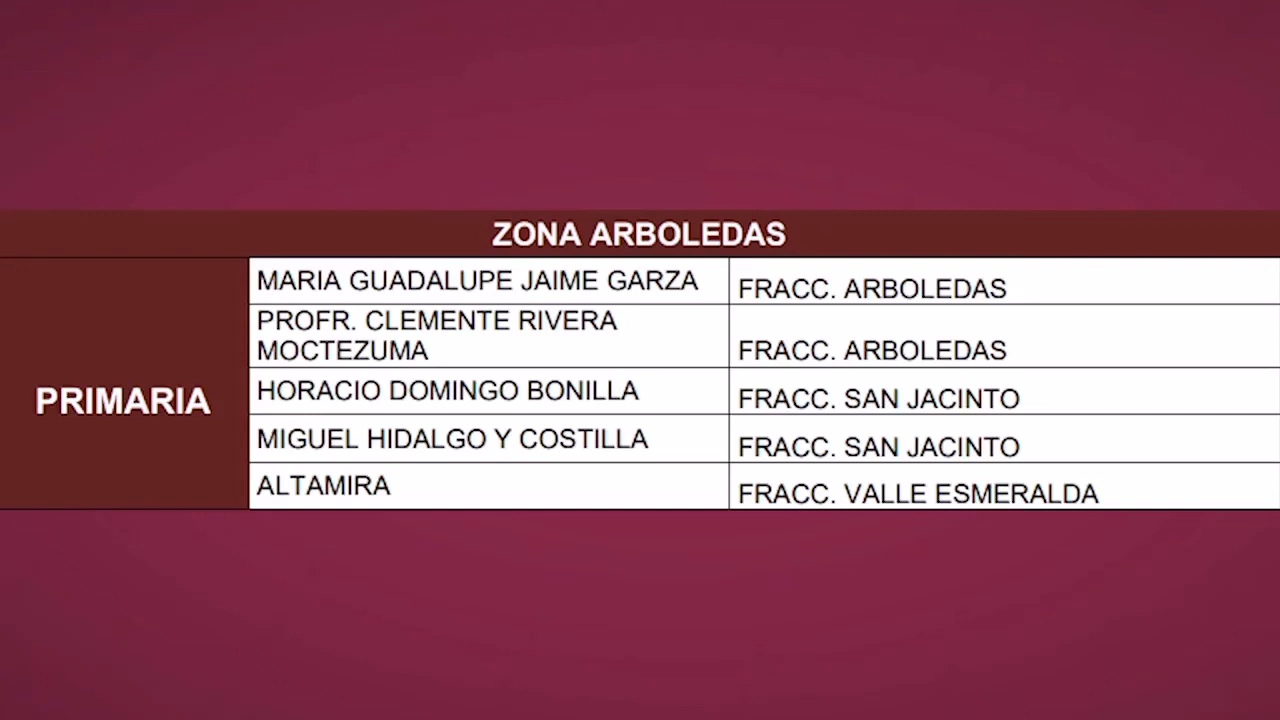 ZONA ARBOLEDAS
PRIMARIA
MARIA GUADALUPE JAIME GARZA
FRACC. ARBOLEDAS
PROFR. CLEMENTE RIVERA
MOCTEZUMA
FRACC. ARBOLEDAS
HORACIO DOMINGO BONILLA
FRACC. SAN JACINTO
MIGUEL HIDALGO Y COSTILLA
FRACC. SAN JACINTO
ALTAMIRA
FRACC. VALLE ESMERALDA